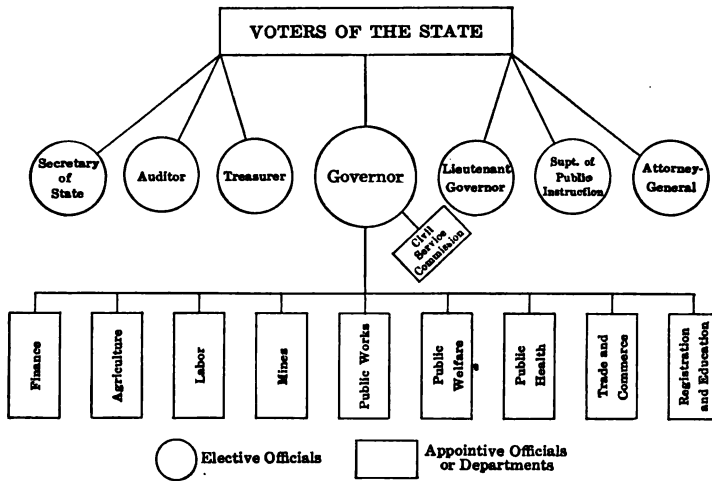 VOTERS OF THE STATE
Secretary
of
State
Auditor
Treasurer
Governor
Lieutenant
Governor
Supt. of
Public
Instruction
Attorney-
General
Civil
Service
Commission
Finance
Agriculture
Labor
Mines
Public Works
Public
Welfare
Public
Health
Trade and
Commerce
Registration
and Education
Elective Officials
Appointive Officials
or Departments